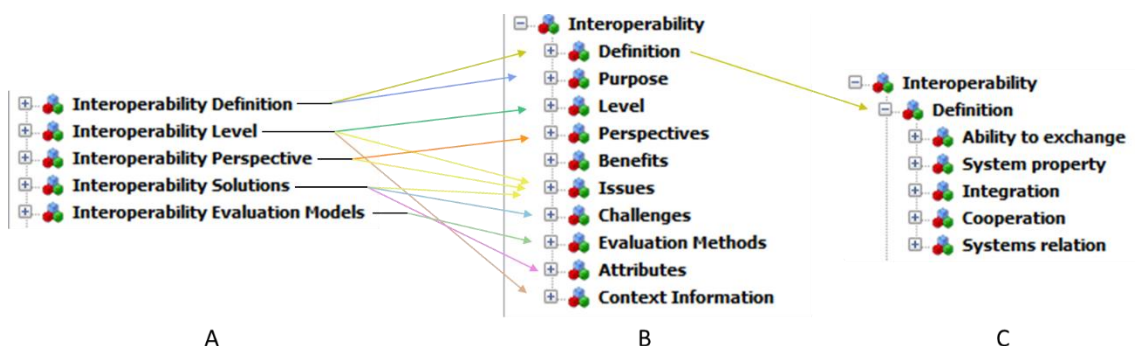 Interoperability Definition
Interoperability Level
Interoperability Perspective
Interoperability Solutions
Interoperability Evaluation Models
A
Interoperability
Definition
Purpose
Level
Perspectives
Benefits
Issues
Challenges
Evaluation Methods
Attributes
Context Information
B
Interoperability
Definition
Ability to exchange
System property
Integration
Cooperation
Systems relation
C